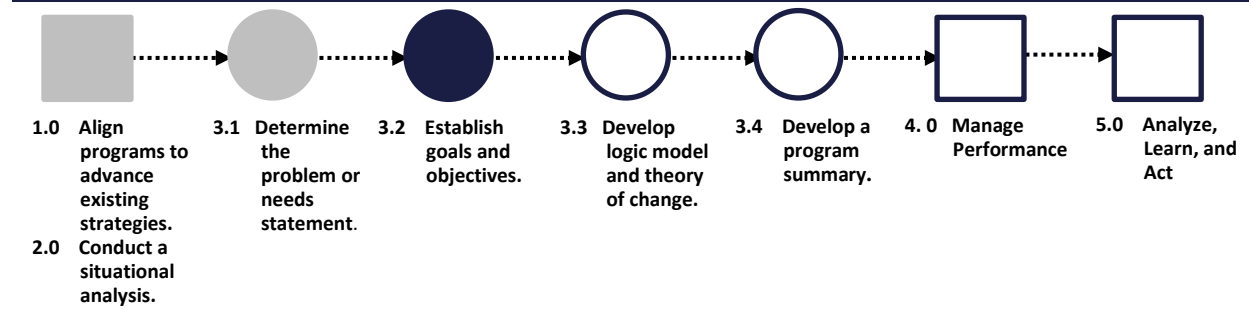 1.0 Align
programs to
advance
existing
strategies.
2.0 Conduct a
situational
analysis.
3.1 Determine
the
problem or
needs
statement.
3.2 Establish
goals and
objectives.
3.3 Develop
logic model
and theory
of change.
3.4 Develop a
program
summary.
4. 0 Manage
Performance
5.0 Analyze,
Learn, and
Act